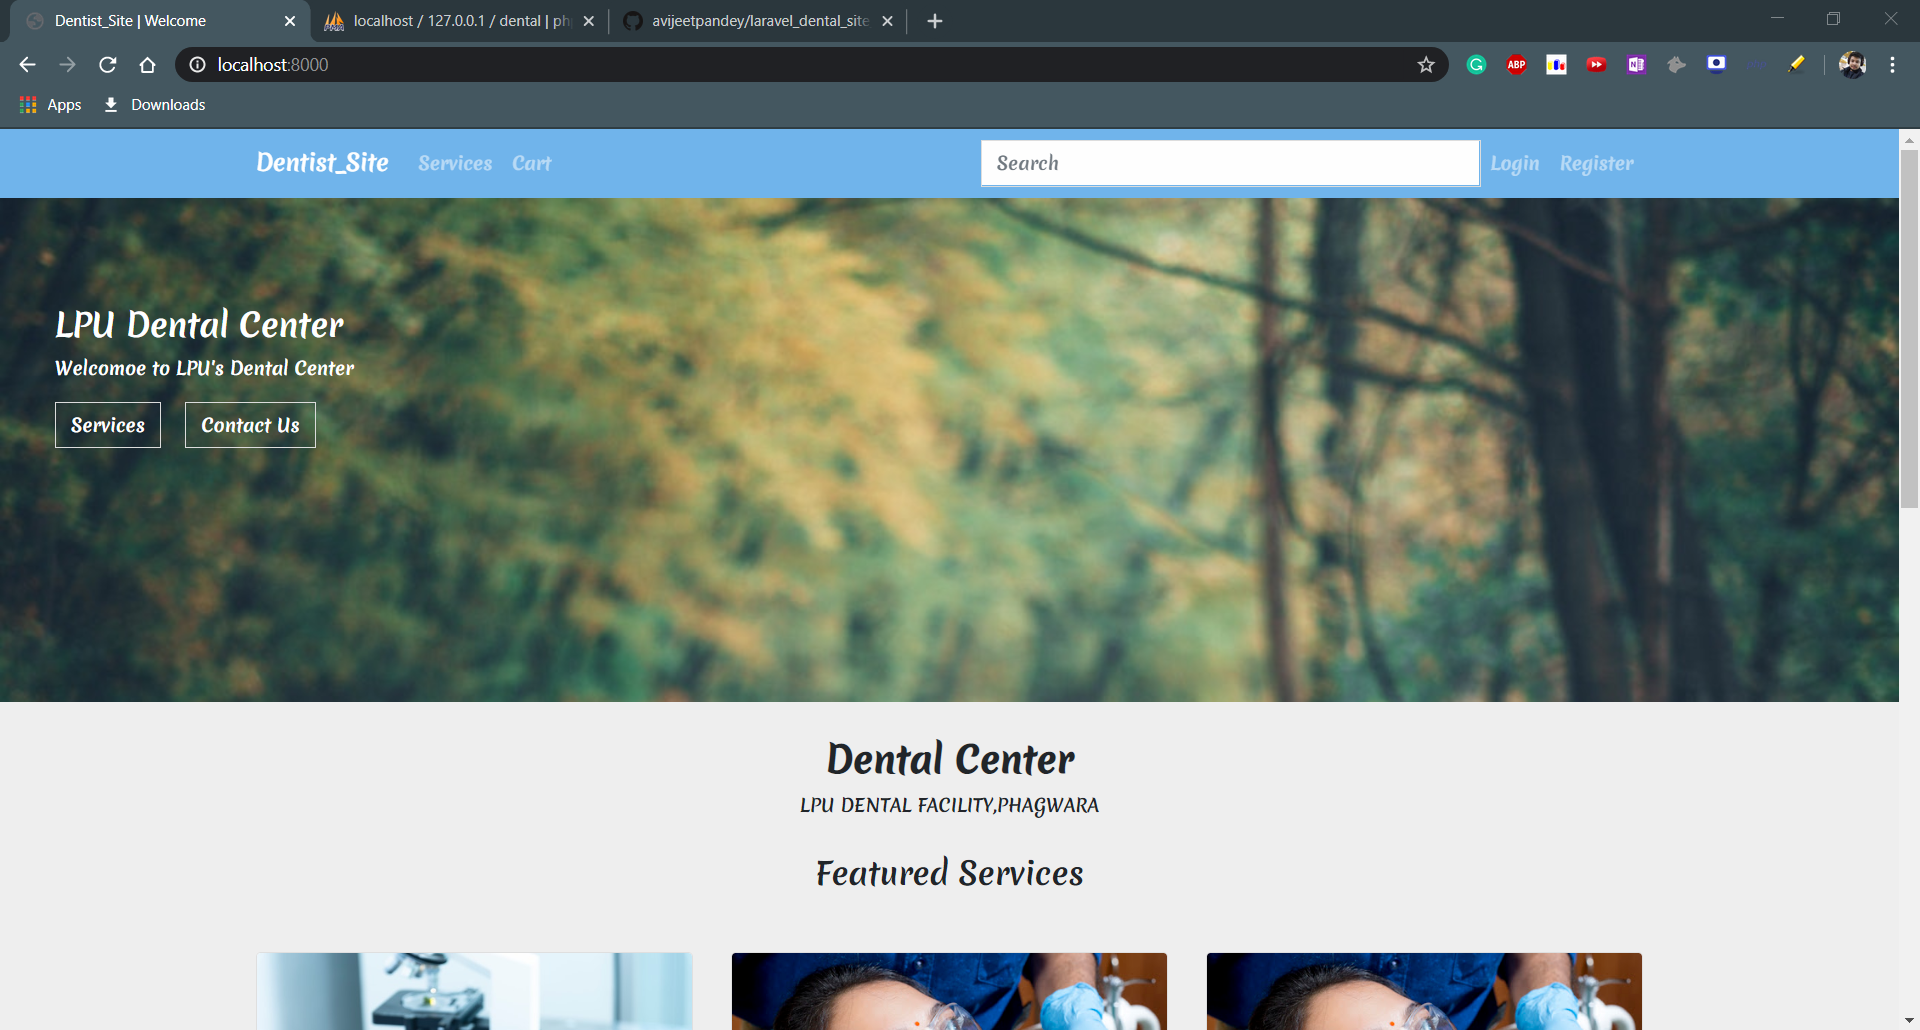 Dentist_Site | Welcome
localhost / 127.0.0.1 / dental | ph
avijeetpandey/laravel_dental_site
localhost:8000
ABP
Apps
Downloads
Dentist_Site
Services
Cart
Search
Login
Register
LPU Dental Center
Welcomoe to LPU's Dental Center
Services
Contact Us
Dental Center
LPU DENTAL FACILITY,PHAGWARA
Featured Services